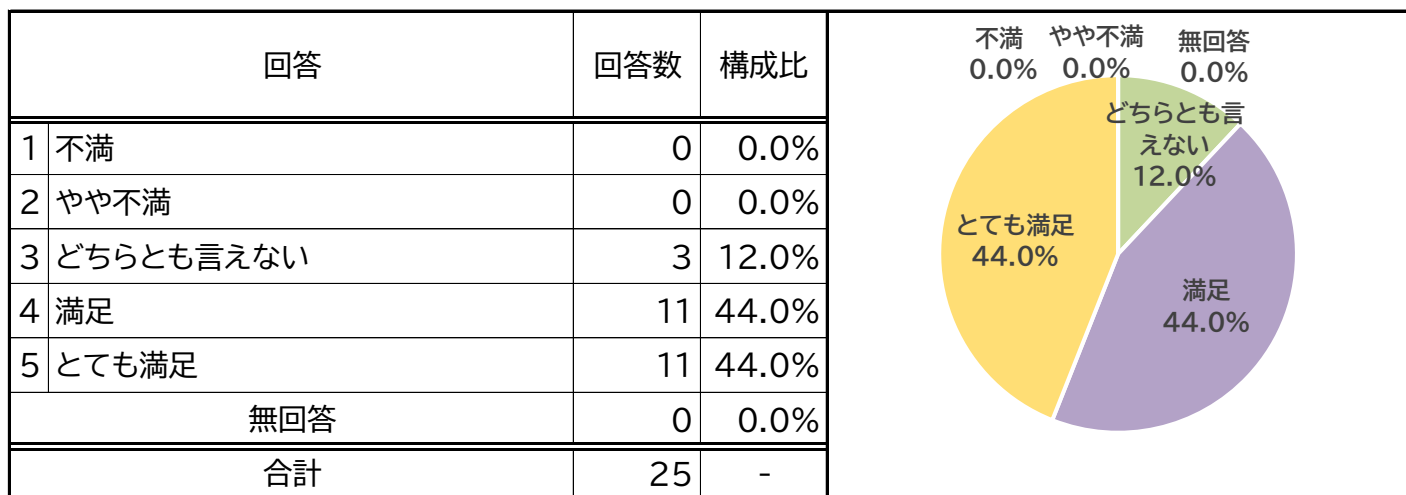 回答 回答数 構成比
1 不満 0 0.0%
2 やや不満 0 0.0%
3 どちらとも言えない 3 12.0%
4 満足 11 44.0%
5 とても満足 11 44.0%
無回答 0 0.0%
合計 25 -
不満
0.0%
やや不満
0.0%
無回答
0.0%
どちらとも言
えない
12.0%
とても満足
44.0%
満足
44.0%